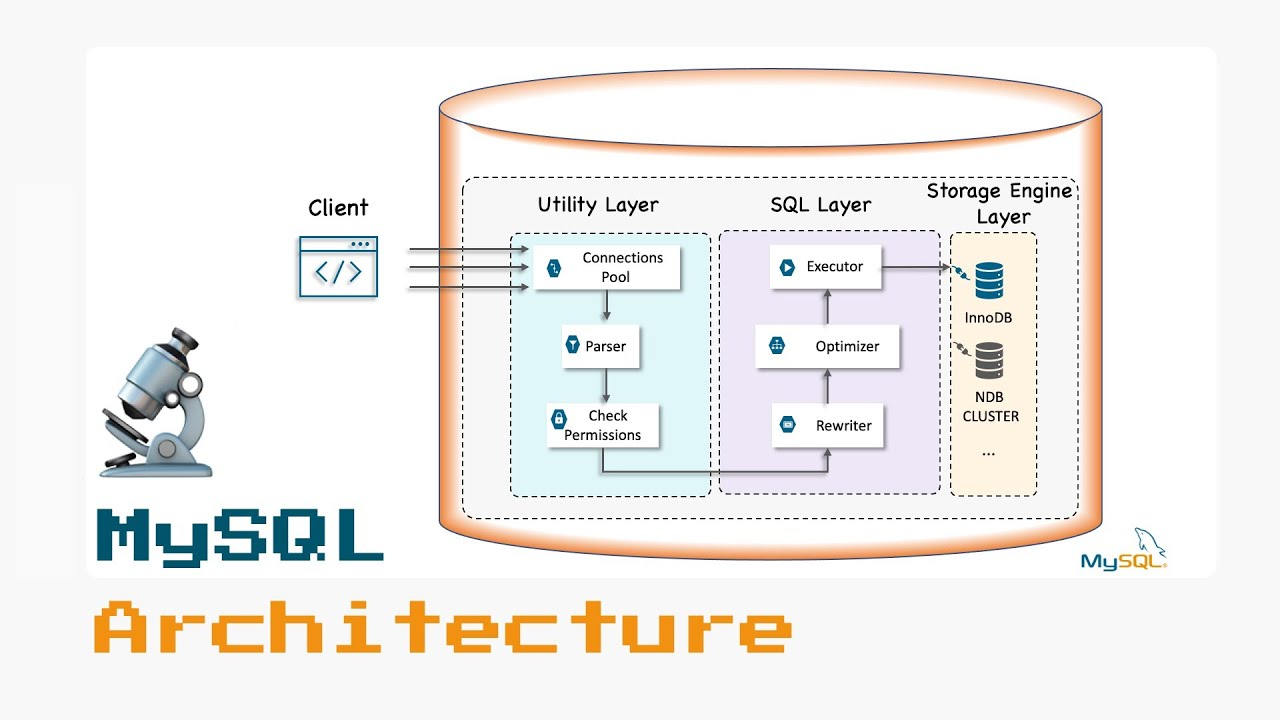 Client
</>
Utility Layer
Connections
Pool
Parser
Check
Permissions
SQL Layer
Executor
Optimizer
Rewriter
Storage Engine
Layer
InnoDB
NDB
CLUSTER
...
MySQL
Architecture
MySQL®